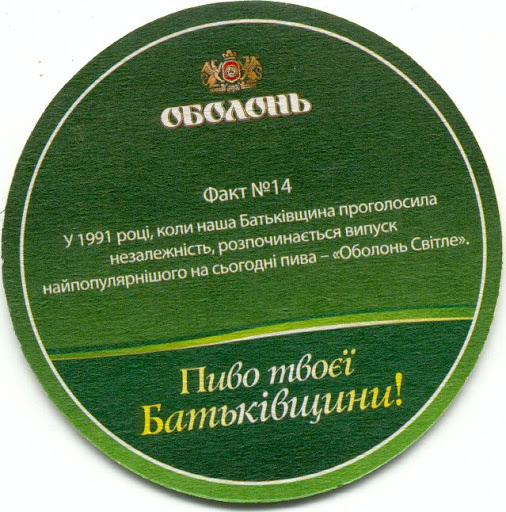 ОБОЛОНЬ
Факт №14
У 1991 році, коли наша Батьківщина проголосила
незалежність, розпочинається випуск
найпопулярнішого на сьогодні пива – «Оболонь Світле».
Пиво твоєї
Батьківщини!